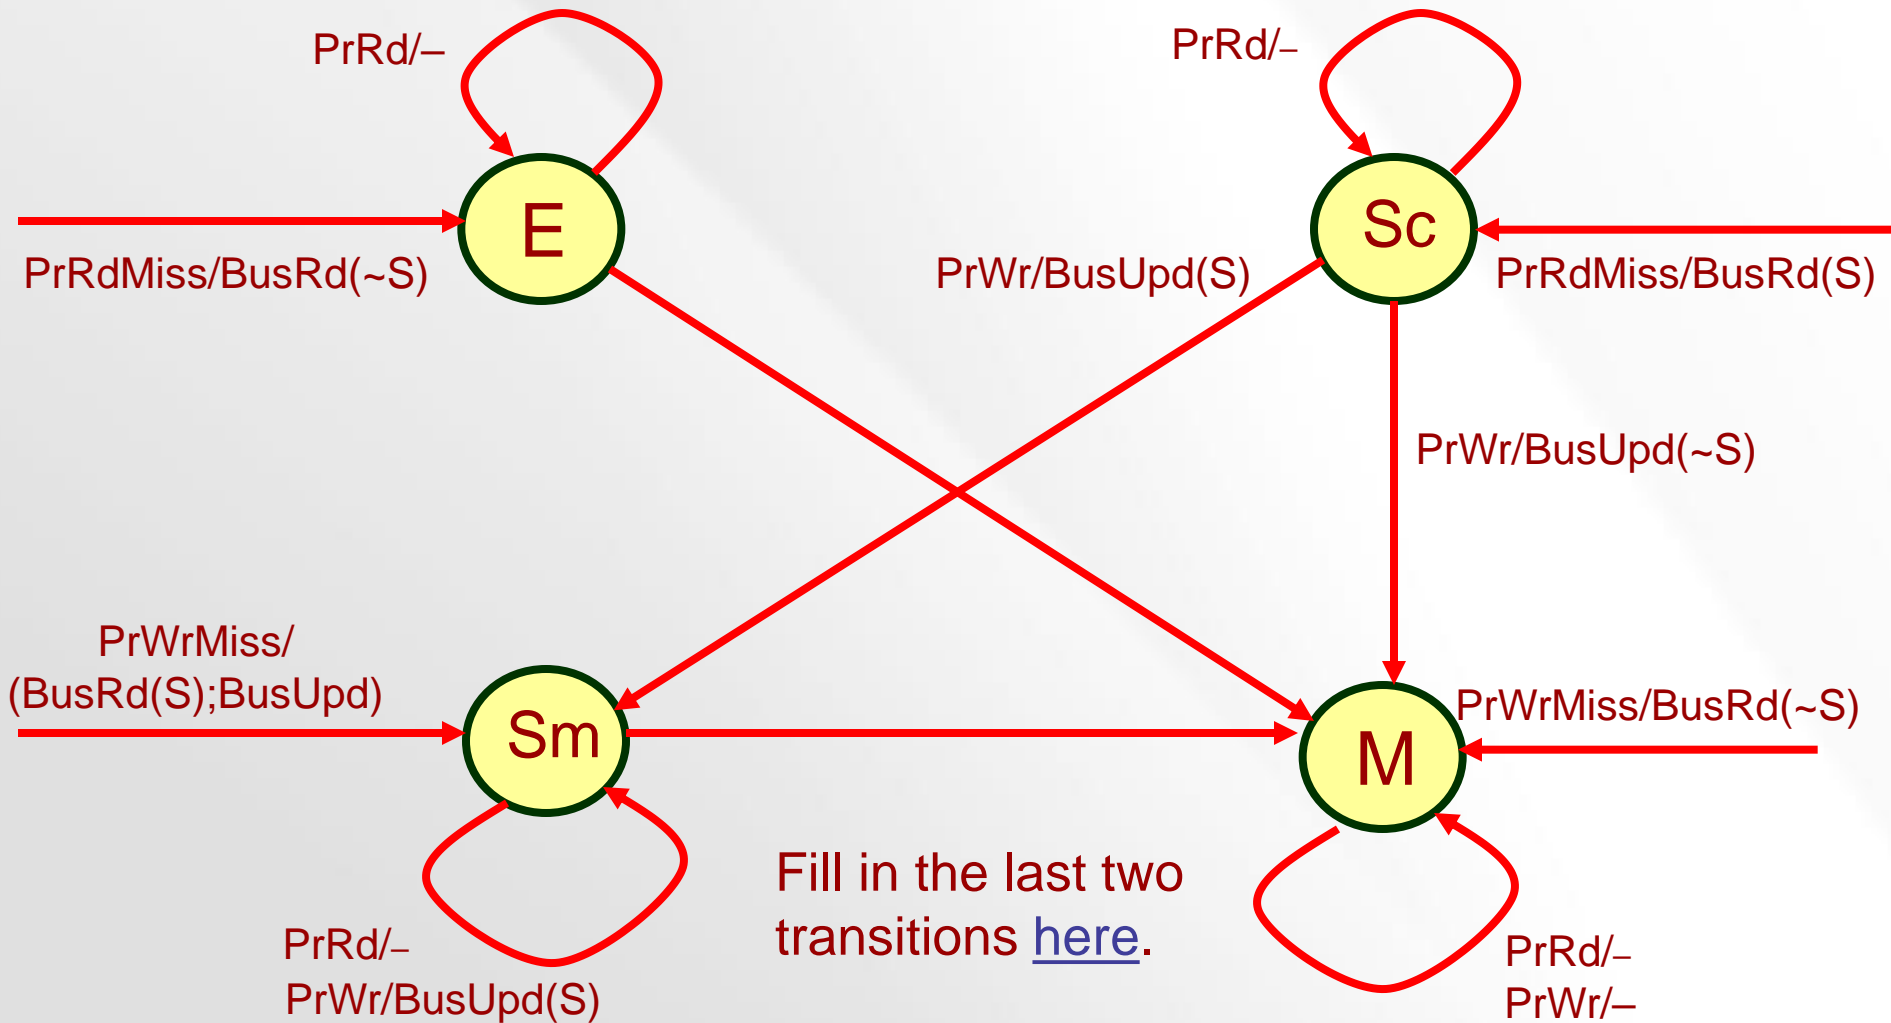 PrRd/–
PrRd/–
E
Sc
PrRdMiss/BusRd(~S)
PrWr/BusUpd(S)
PrRdMiss/BusRd(S)
PrWr/BusUpd(~S)
PrWrMiss/
(BusRd(S);BusUpd)
Sm
PrWrMiss/BusRd(~S)
M
Fill in the last two
transitions here.
PrRd/–
PrWr/BusUpd(S)
PrRd/–
PrWr/–